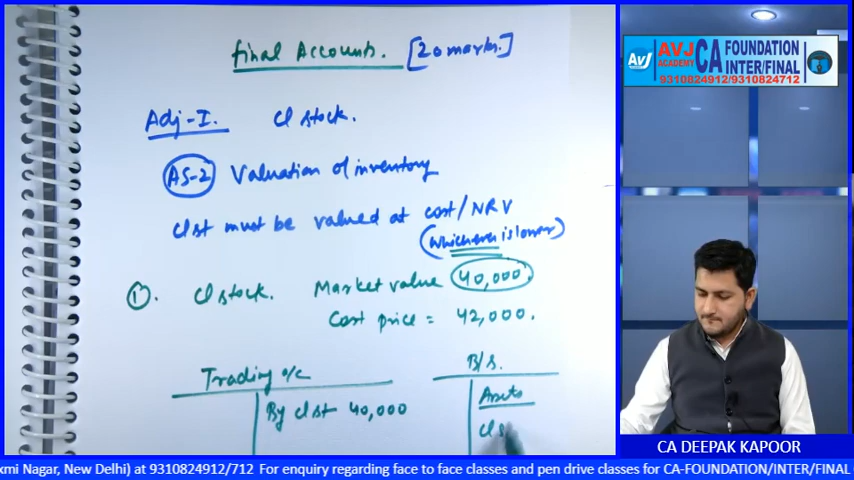 final Accounts. [20 marks.]
Adj-I. cl stock.
AS-2 Valuation of inventory
clst must be valued at cost/NRV
(whichever is lower)
①. cl stock. Market value 40,000.
Cost price = 42,000.
Trading a/c
By cl st 40,000
B/s.
Assets
cl s
AVJ
AVJ
ACADEMY
CA
FOUNDATION
INTER/FINAL
9310824912/9310824712
CA DEEPAK KAPOOR
xmi Nagar, New Delhi) at 9310824912/712 For enquiry regarding face to face classes and pen drive classes for CA-FOUNDATION/INTER/FINAL